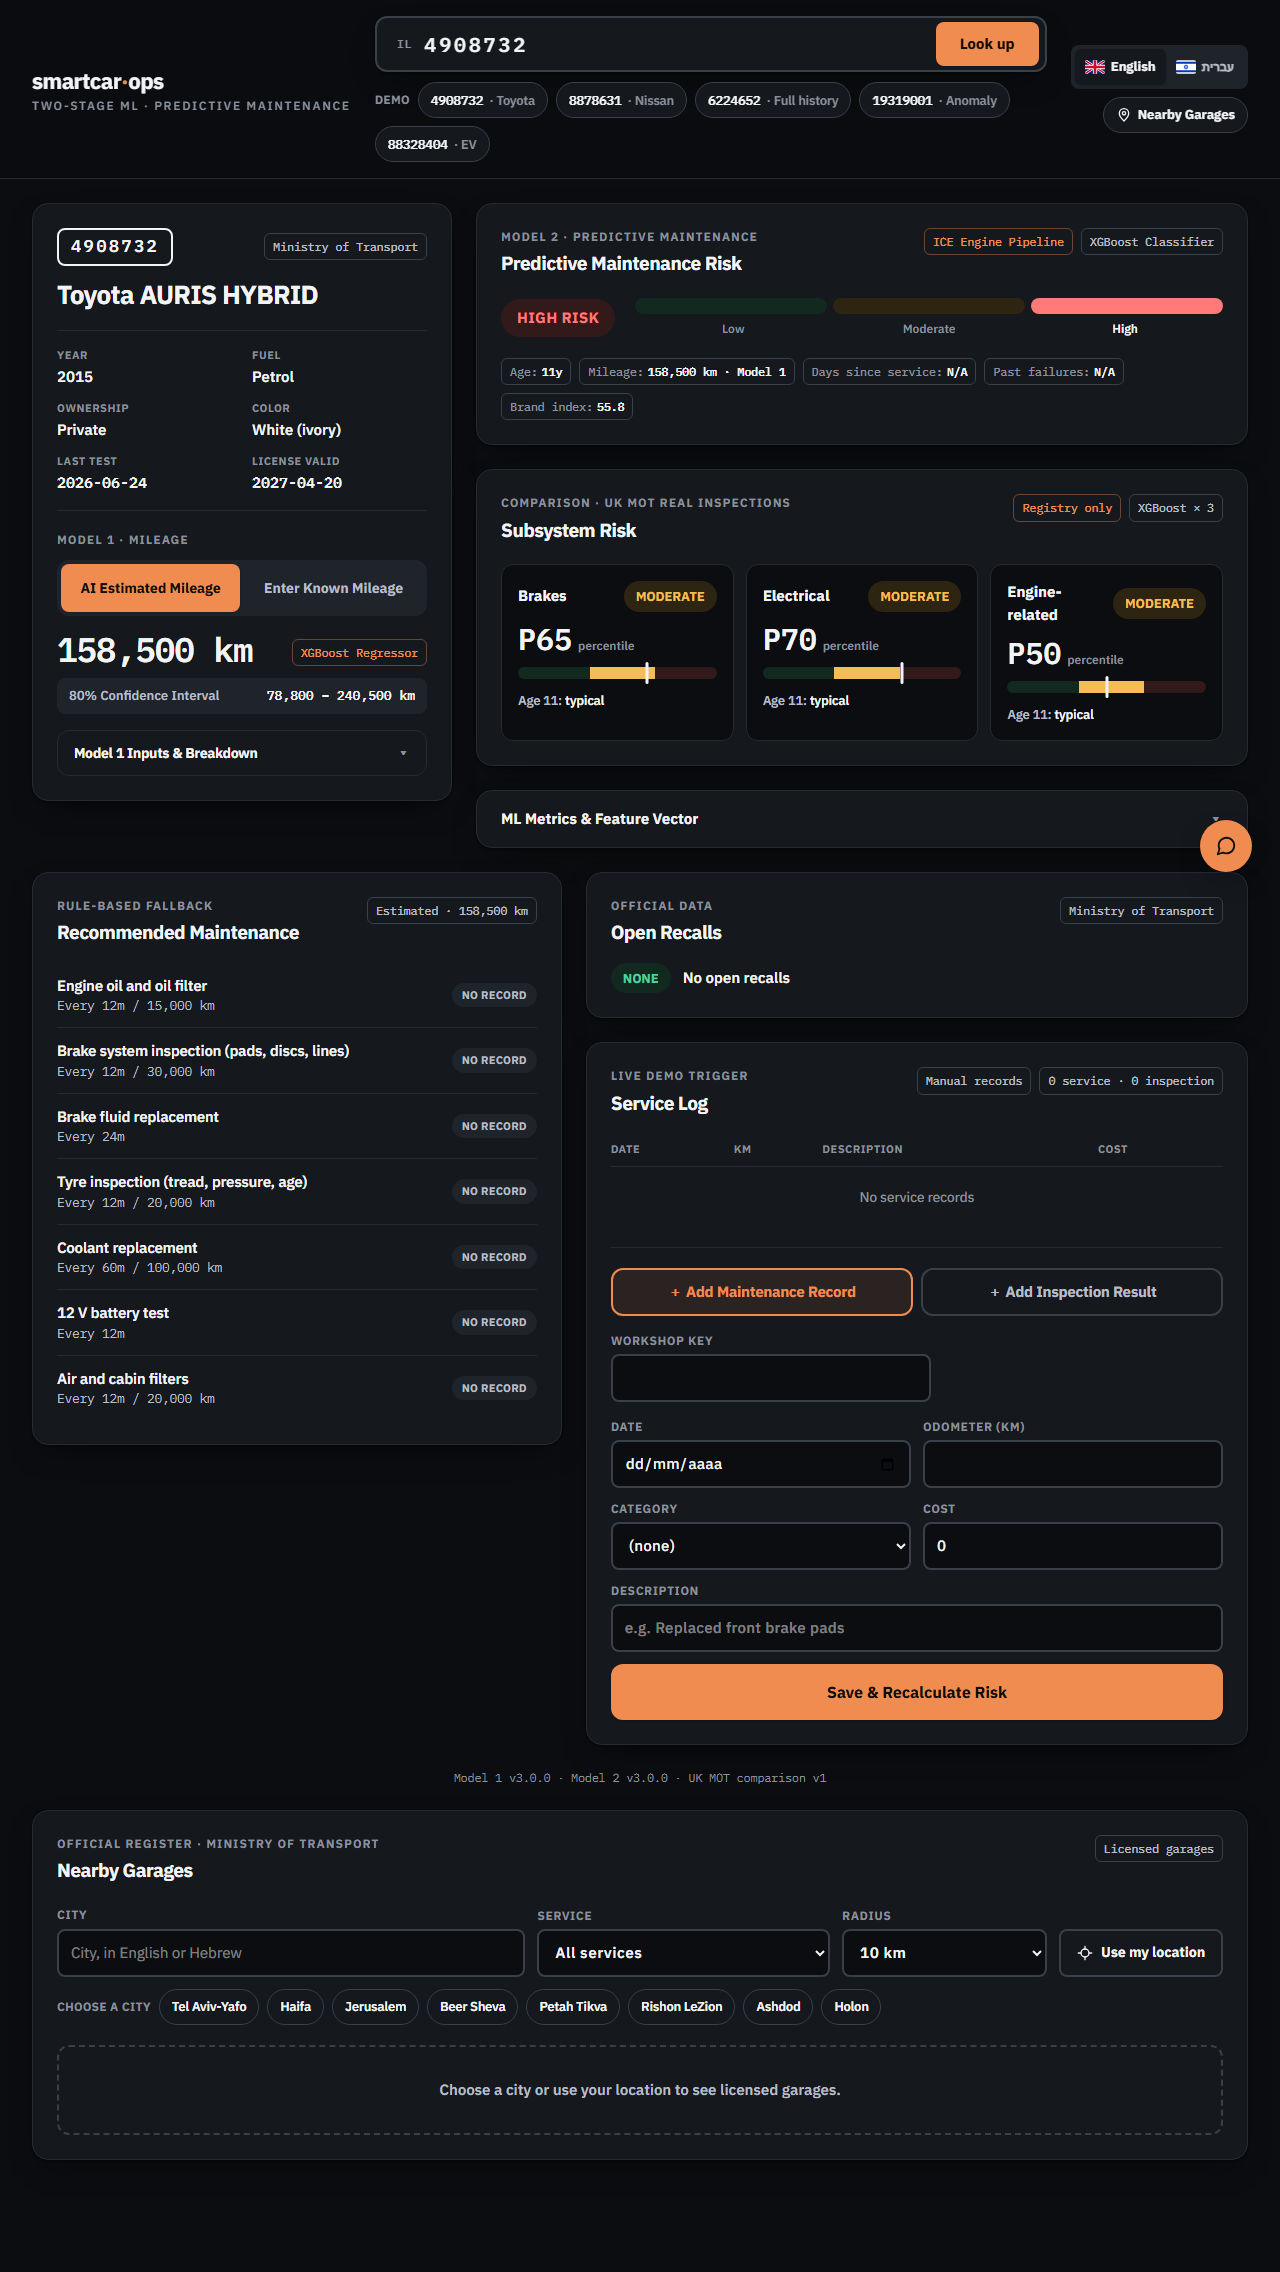 smartcar·ops
TWO-STAGE ML · PREDICTIVE MAINTENANCE
IL 4908732
Look up
DEMO
4908732 · Toyota
8878631 · Nissan
6224652 · Full history
19319001 · Anomaly
88328404 · EV
English
עברית
Nearby Garages
4908732
Ministry of Transport
Toyota AURIS HYBRID
YEAR
FUEL
2015
Petrol
OWNERSHIP
COLOR
Private
White (ivory)
LAST TEST
LICENSE VALID
2026-06-24
2027-04-20
MODEL 1 · MILEAGE
AI Estimated Mileage
Enter Known Mileage
158,500 km
XGBoost Regressor
80% Confidence Interval
78,800 – 240,500 km
Model 1 Inputs & Breakdown
MODEL 2 · PREDICTIVE MAINTENANCE
Predictive Maintenance Risk
ICE Engine Pipeline
XGBoost Classifier
HIGH RISK
Low
Moderate
High
Age: 11y
Mileage: 158,500 km · Model 1
Days since service: N/A
Past failures: N/A
Brand index: 55.8
COMPARISON · UK MOT REAL INSPECTIONS
Subsystem Risk
Registry only
XGBoost × 3
Brakes
MODERATE
P65 percentile
Age 11: typical
Electrical
MODERATE
P70 percentile
Age 11: typical
Engine-
related
MODERATE
P50 percentile
Age 11: typical
ML Metrics & Feature Vector
RULE-BASED FALLBACK
Recommended Maintenance
Estimated · 158,500 km
Engine oil and oil filter
Every 12m / 15,000 km
NO RECORD
Brake system inspection (pads, discs, lines)
Every 12m / 30,000 km
NO RECORD
Brake fluid replacement
Every 24m
NO RECORD
Tyre inspection (tread, pressure, age)
Every 12m / 20,000 km
NO RECORD
Coolant replacement
Every 60m / 100,000 km
NO RECORD
12 V battery test
Every 12m
NO RECORD
Air and cabin filters
Every 12m / 20,000 km
NO RECORD
OFFICIAL DATA
Open Recalls
Ministry of Transport
NONE
No open recalls
LIVE DEMO TRIGGER
Service Log
Manual records
0 service · 0 inspection
DATE
KM
DESCRIPTION
COST
No service records
+ Add Maintenance Record
+ Add Inspection Result
WORKSHOP KEY
DATE
ODOMETER (KM)
dd/mm/aaaa
CATEGORY
COST
(none)
0
DESCRIPTION
e.g. Replaced front brake pads
Save & Recalculate Risk
Model 1 v3.0.0 · Model 2 v3.0.0 · UK MOT comparison v1
OFFICIAL REGISTER · MINISTRY OF TRANSPORT
Nearby Garages
Licensed garages
CITY
SERVICE
RADIUS
City, in English or Hebrew
All services
10 km
Use my location
CHOOSE A CITY
Tel Aviv-Yafo
Haifa
Jerusalem
Beer Sheva
Petah Tikva
Rishon LeZion
Ashdod
Holon
Choose a city or use your location to see licensed garages.